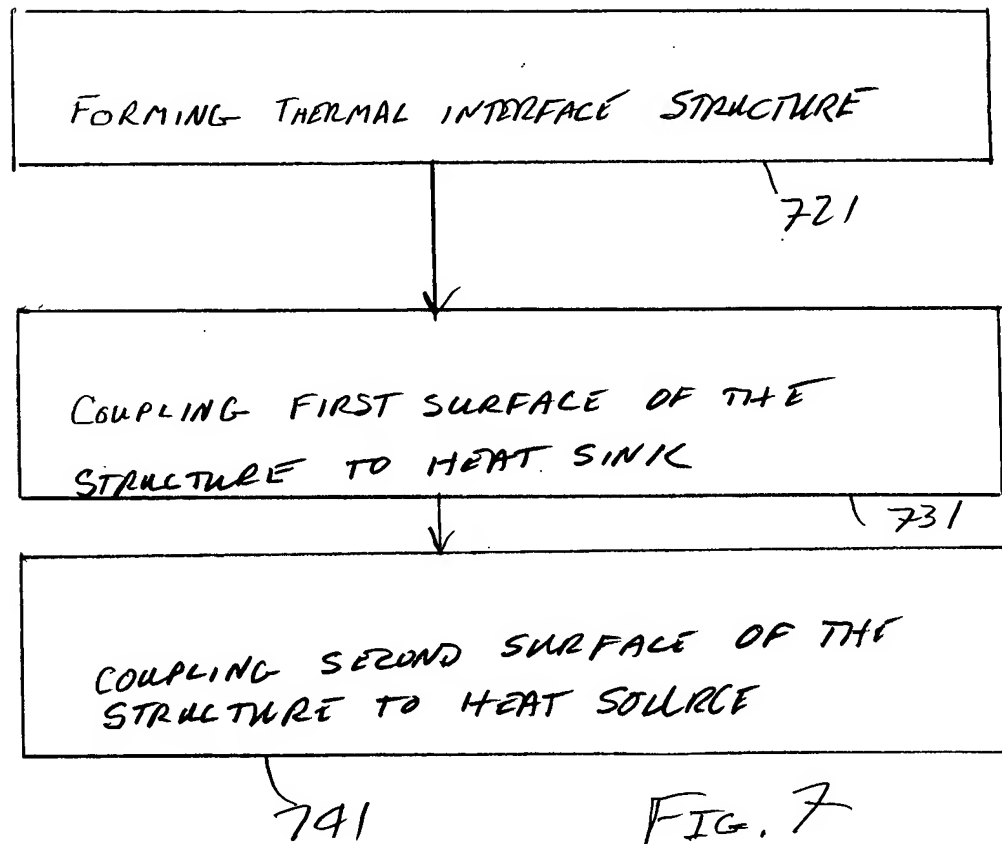 FORMING THERMAL INTERFACE STRUCTURE
721
COUPLING FIRST SURFACE OF THE
STRUCTURE TO HEAT SINK
731
COUPLING SECOND SURFACE OF THE
STRUCTURE TO HEAT SOURCE
741
FIG. 7